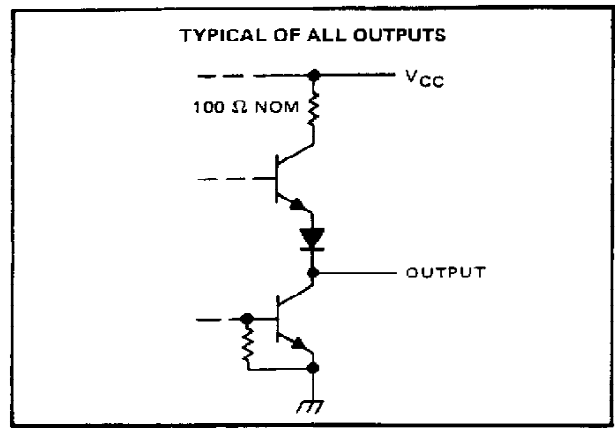 TYPICAL OF ALL OUTPUTS
VCC
100 Ω NOM
OUTPUT